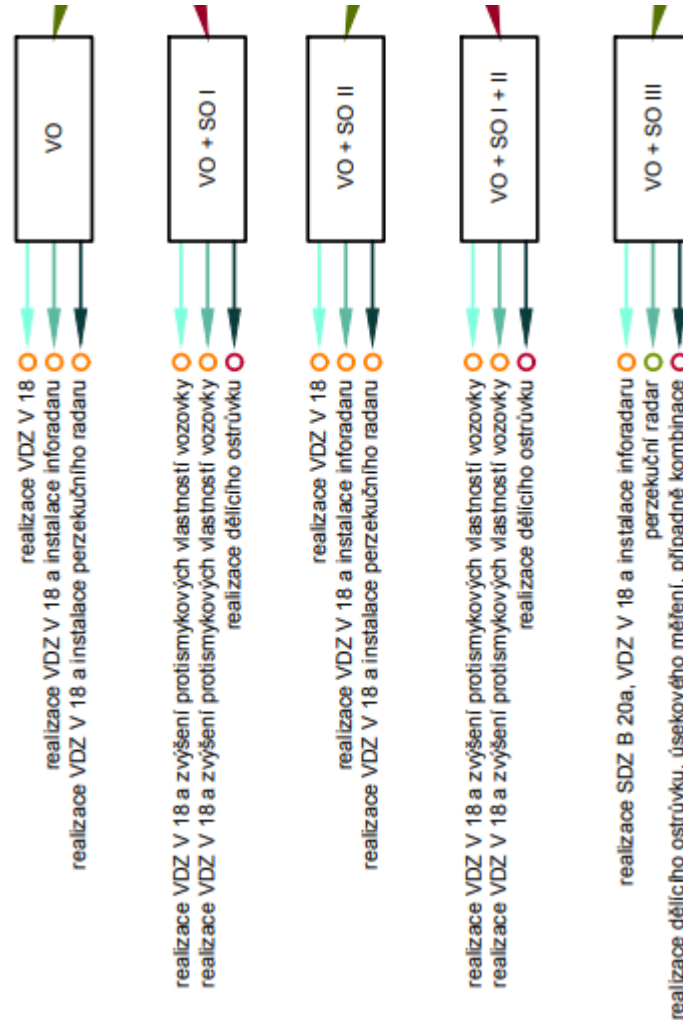 VO
realizace VDZ V 18
realizace VDZ V 18 a instalace inforadaru
realizace VDZ V 18 a instalace perzekučního radaru
VO + SO I
realizace VDZ V 18 a zvýšení protismykových vlastností vozovky
realizace VDZ V 18 a zvýšení protismykových vlastností vozovky
realizace dělícího ostrůvku
VO + SO II
realizace VDZ V 18
realizace VDZ V 18 a instalace inforadaru
realizace VDZ V 18 a instalace perzekučního radaru
VO + SO I + II
realizace VDZ V 18 a zvýšení protismykových vlastností vozovky
realizace VDZ V 18 a zvýšení protismykových vlastností vozovky
realizace dělícího ostrůvku
VO + SO III
realizace SDZ B 20a, VDZ V 18 a instalace inforadaru
perzekuční radar
realizace dělícího ostrůvku, úsekového měření, případně kombinace